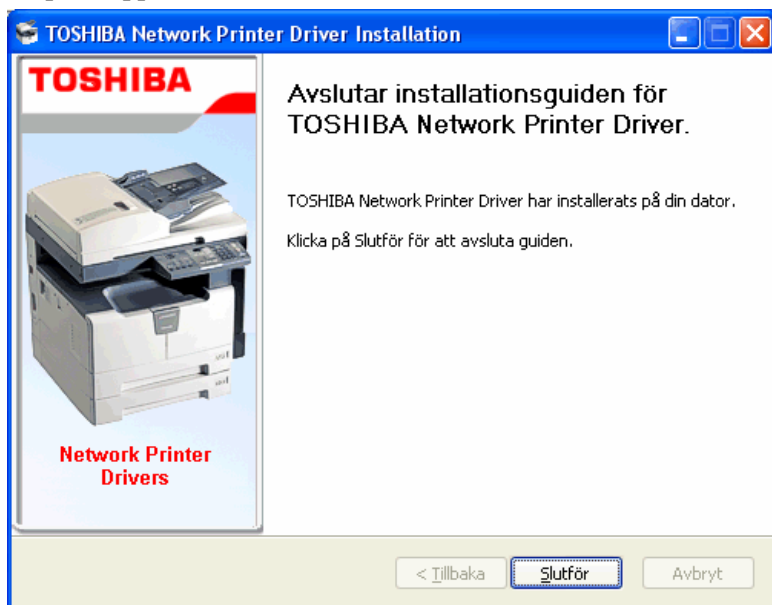 TOSHIBA Network Printer Driver Installation
TOSHIBA
Avslutar installationsguiden för
TOSHIBA Network Printer Driver.
TOSHIBA Network Printer Driver har installerats på din dator.
Klicka på Slutför för att avsluta guiden.
Network Printer
Drivers
< Tillbaka
Slutför
Avbryt